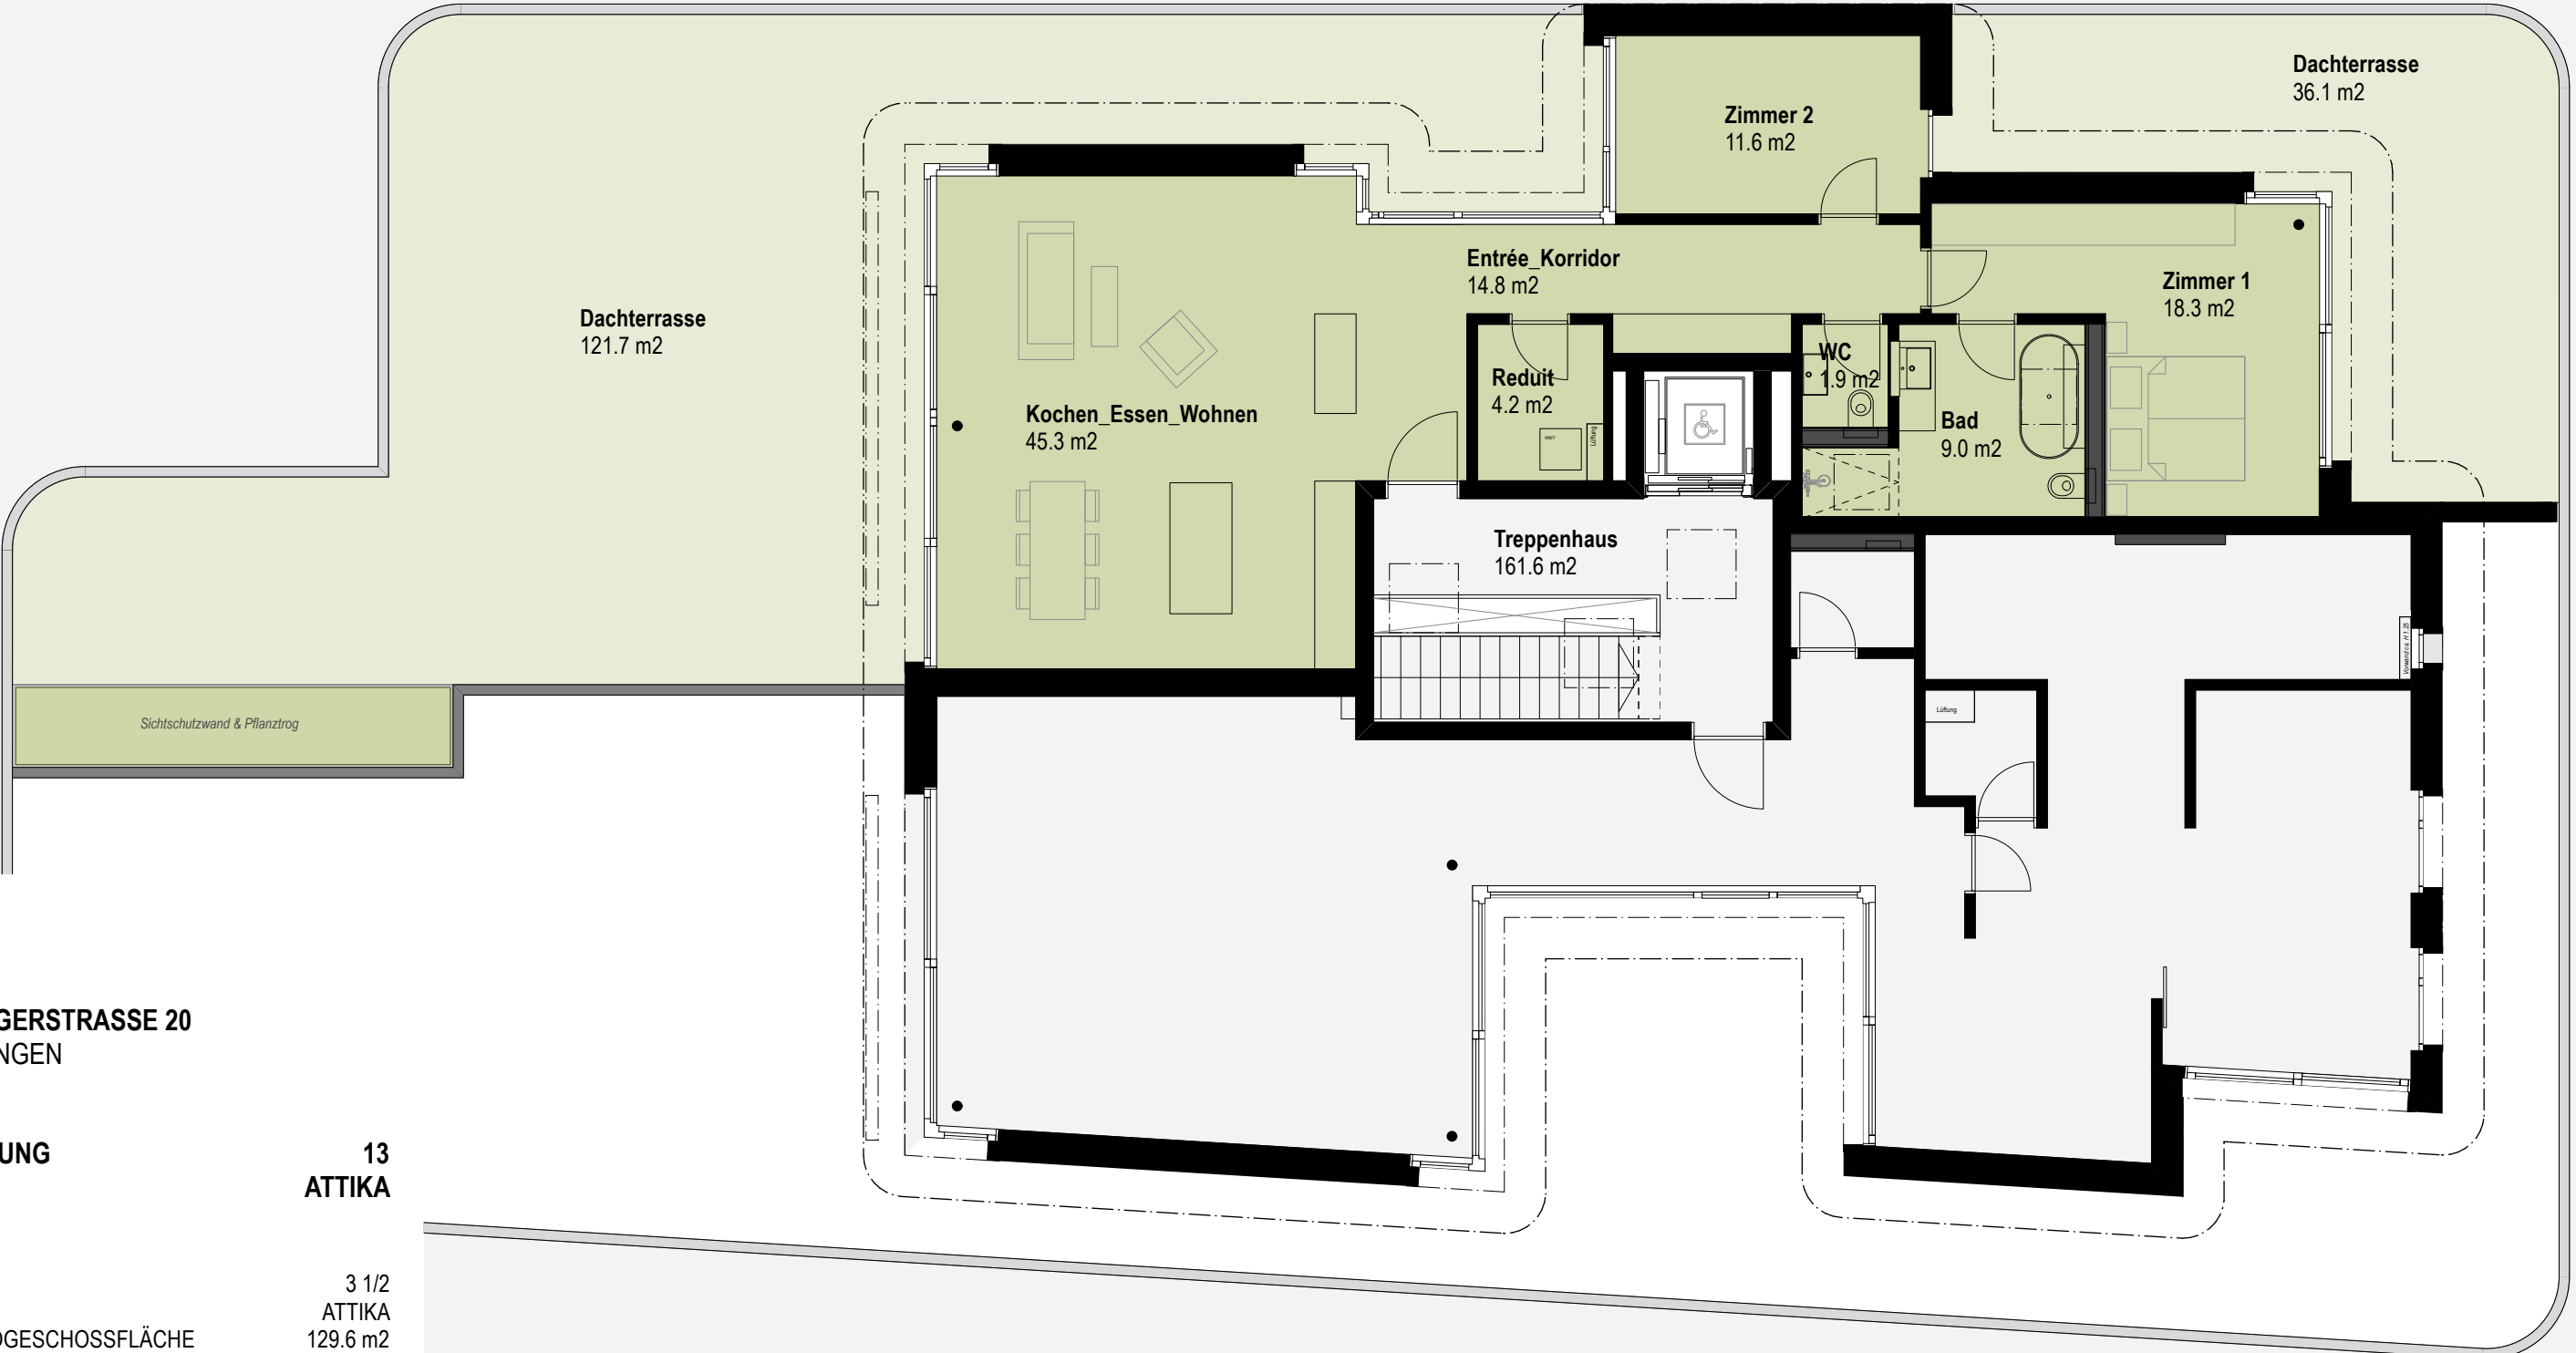 Dachterrasse
36.1 m2
Zimmer 2
11.6 m2
Entrée_Korridor
14.8 m2
Zimmer 1
18.3 m2
Dachterrasse
121.7 m2
WC
1.9 m2
Reduit
4.2 m2
Lüftung
Kochen_Essen_Wohnen
45.3 m2
Bad
9.0 m2
Treppenhaus
161.6 m2
Lüftung
Sichtschutzwand & Pflanztrog
GERSTRASSE 20
NGEN
UNG 13
ATTIKA
3 1/2
ATTIKA
OGESCHOSSFLÄCHE 129.6 m2